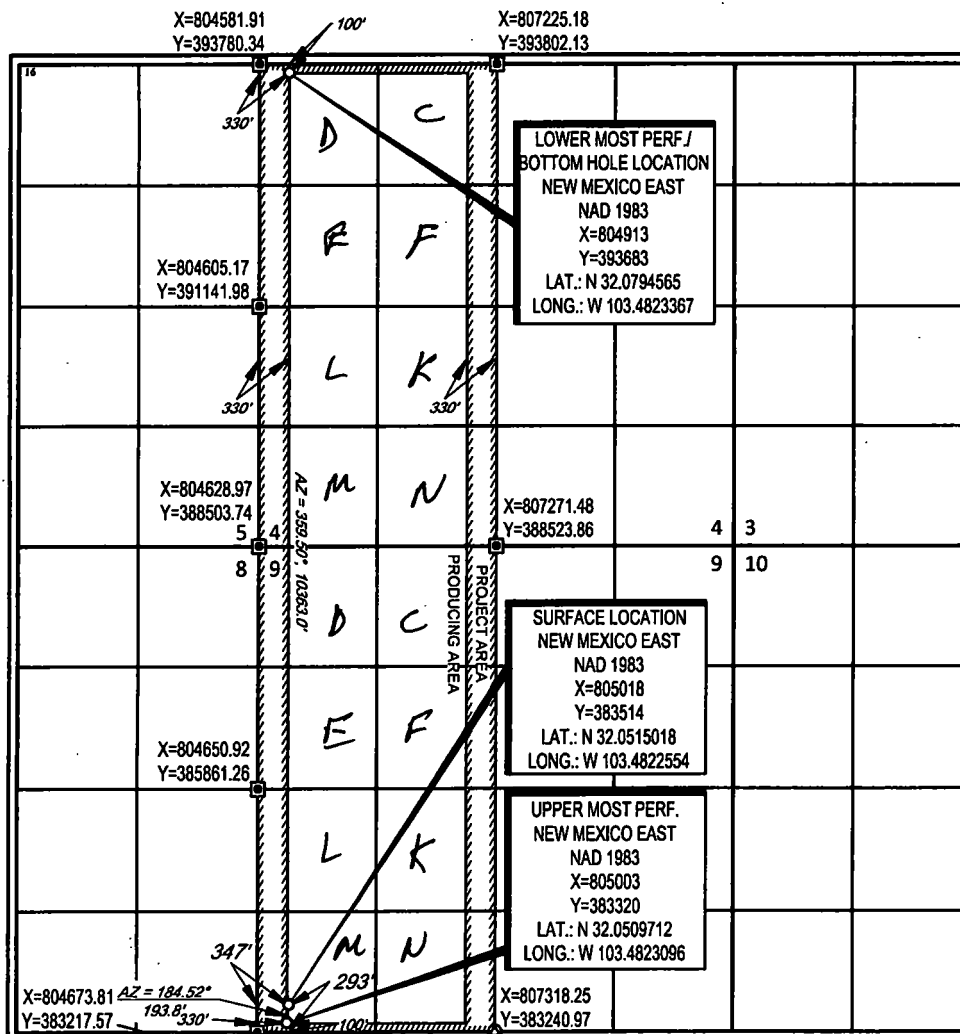 X=804581.91
Y=393780.34
100'
X=807225.18
Y=393802.13
16
330'
D
C
LOWER MOST PERF./
BOTTOM HOLE LOCATION
NEW MEXICO EAST
NAD 1983
X=804913
Y=393683
LAT.: N 32.0794565
LONG.: W 103.4823367
E
F
X=804605.17
Y=391141.98
330'
L
K
330'
X=804628.97
Y=388503.74
AZ = 359.50°, 10363.0'
M
N
X=807271.48
Y=388523.86
5 4
8 9
4 3
9 10
PRODUCING AREA
PROJECT AREA
D
C
SURFACE LOCATION
NEW MEXICO EAST
NAD 1983
X=805018
Y=383514
LAT.: N 32.0515018
LONG.: W 103.4822554
E
F
X=804650.92
Y=385861.26
L
K
UPPER MOST PERF.
NEW MEXICO EAST
NAD 1983
X=805003
Y=383320
LAT.: N 32.0509712
LONG.: W 103.4823096
M
N
347'
293'
X=804673.81
Y=383217.57
AZ = 184.52°
193.8'
330'
100'
X=807318.25
Y=383240.97